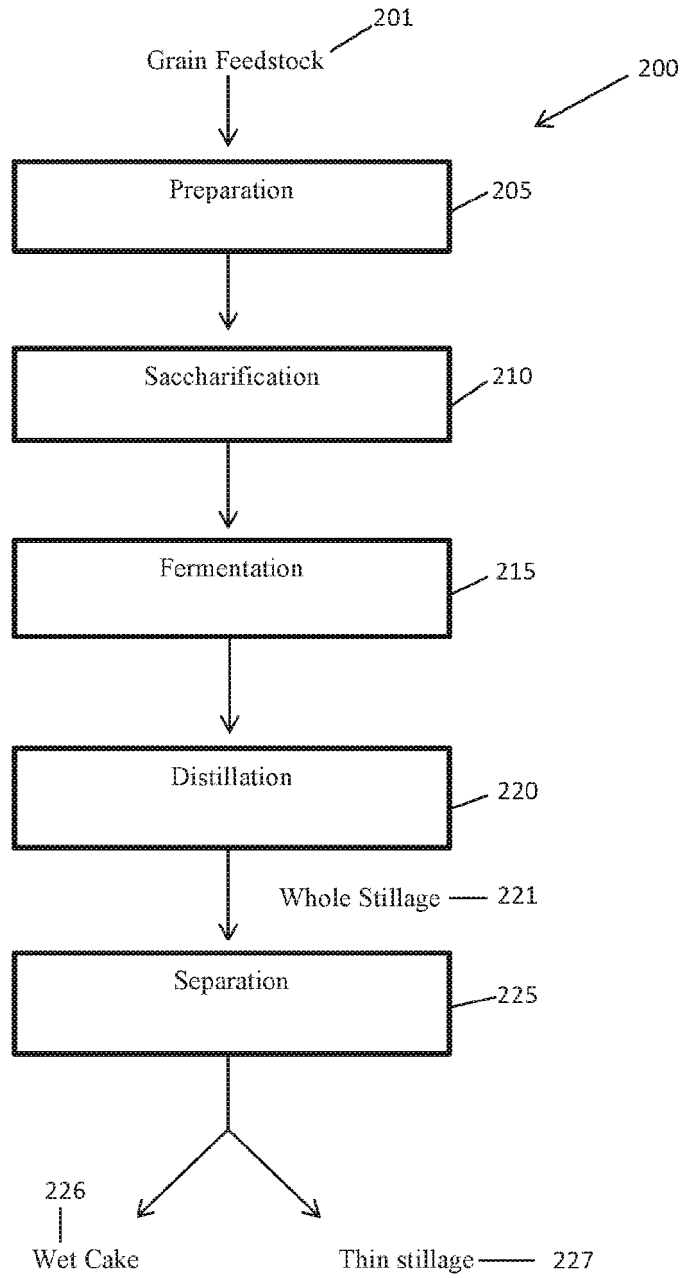 201
Grain Feedstock
200
Preparation
205
Saccharification
210
Fermentation
215
Distillation
220
Whole Stillage
221
Separation
225
226
Wet Cake
Thin stillage
227